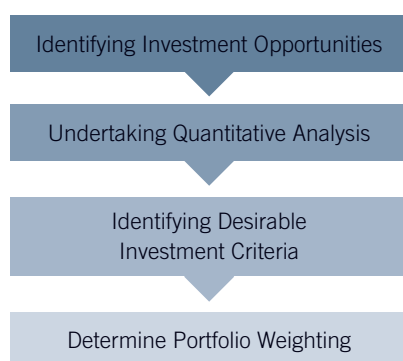 Identifying Investment Opportunities
Undertaking Quantitative Analysis
Identifying Desirable
Investment Criteria
Determine Portfolio Weighting